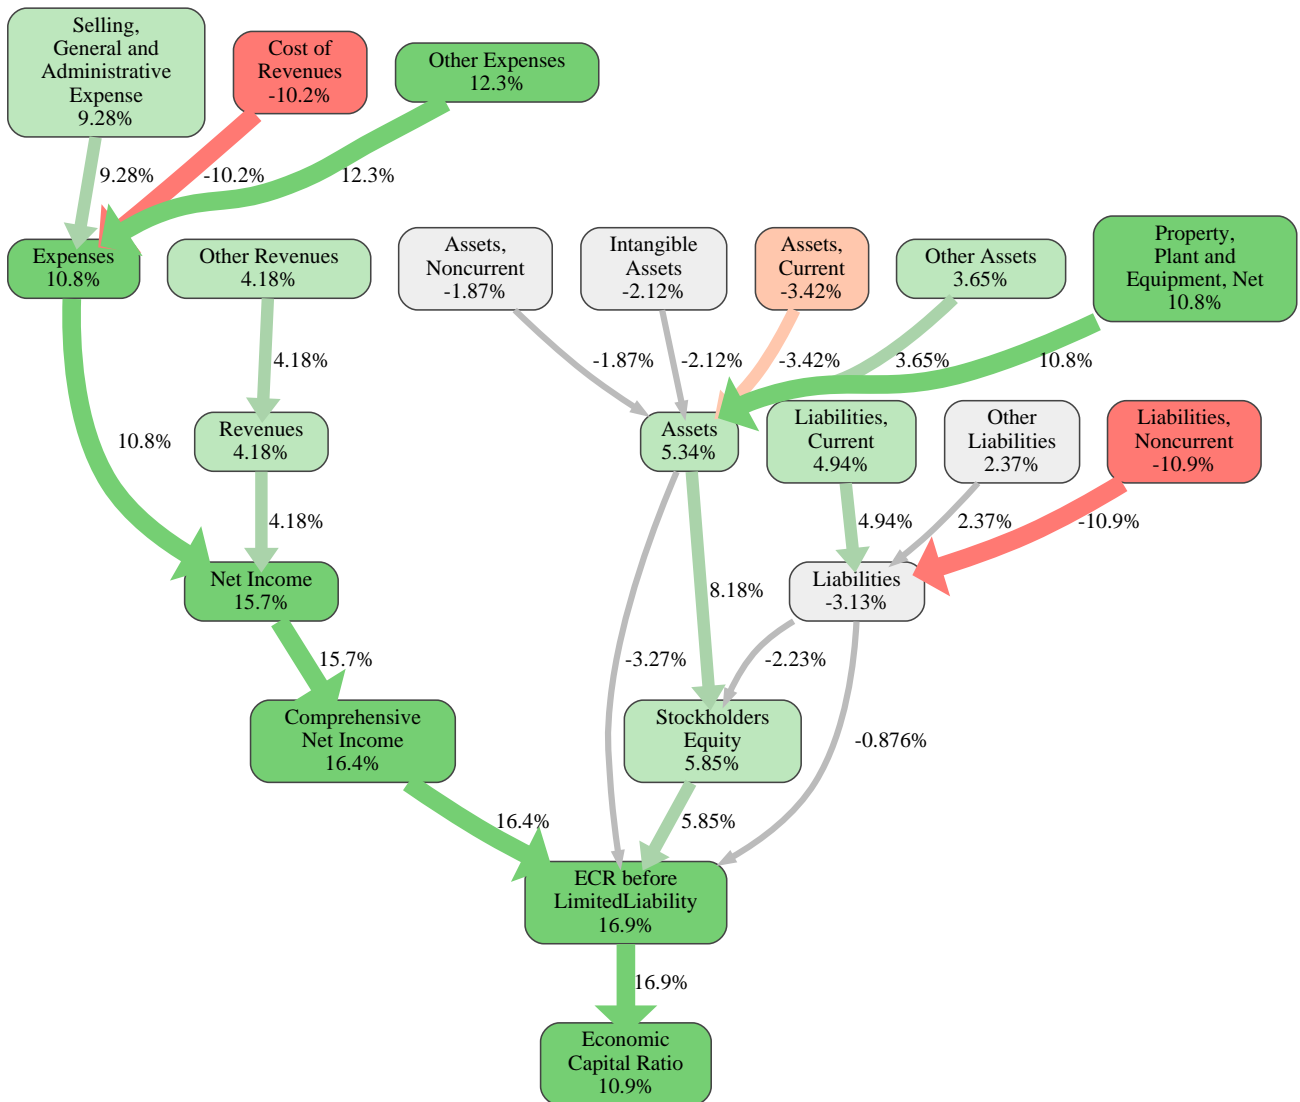 Selling,
General and
Administrative
Expense
9.28%
Cost of
Revenues
-10.2%
Other Expenses
12.3%
9.28%
-10.2%
12.3%
Expenses
10.8%
Other Revenues
4.18%
Assets,
Noncurrent
-1.87%
Intangible
Assets
-2.12%
Assets,
Current
-3.42%
Other Assets
3.65%
Property,
Plant and
Equipment, Net
10.8%
4.18%
-1.87%
-2.12%
-3.42%
3.65%
10.8%
10.8%
Revenues
4.18%
Assets
5.34%
Liabilities,
Current
4.94%
Other
Liabilities
2.37%
Liabilities,
Noncurrent
-10.9%
4.18%
4.94%
2.37%
-10.9%
Net Income
15.7%
8.18%
Liabilities
-3.13%
15.7%
-3.27%
-2.23%
Comprehensive
Net Income
16.4%
Stockholders
Equity
5.85%
-0.876%
16.4%
5.85%
ECR before
LimitedLiability
16.9%
16.9%
Economic
Capital Ratio
10.9%